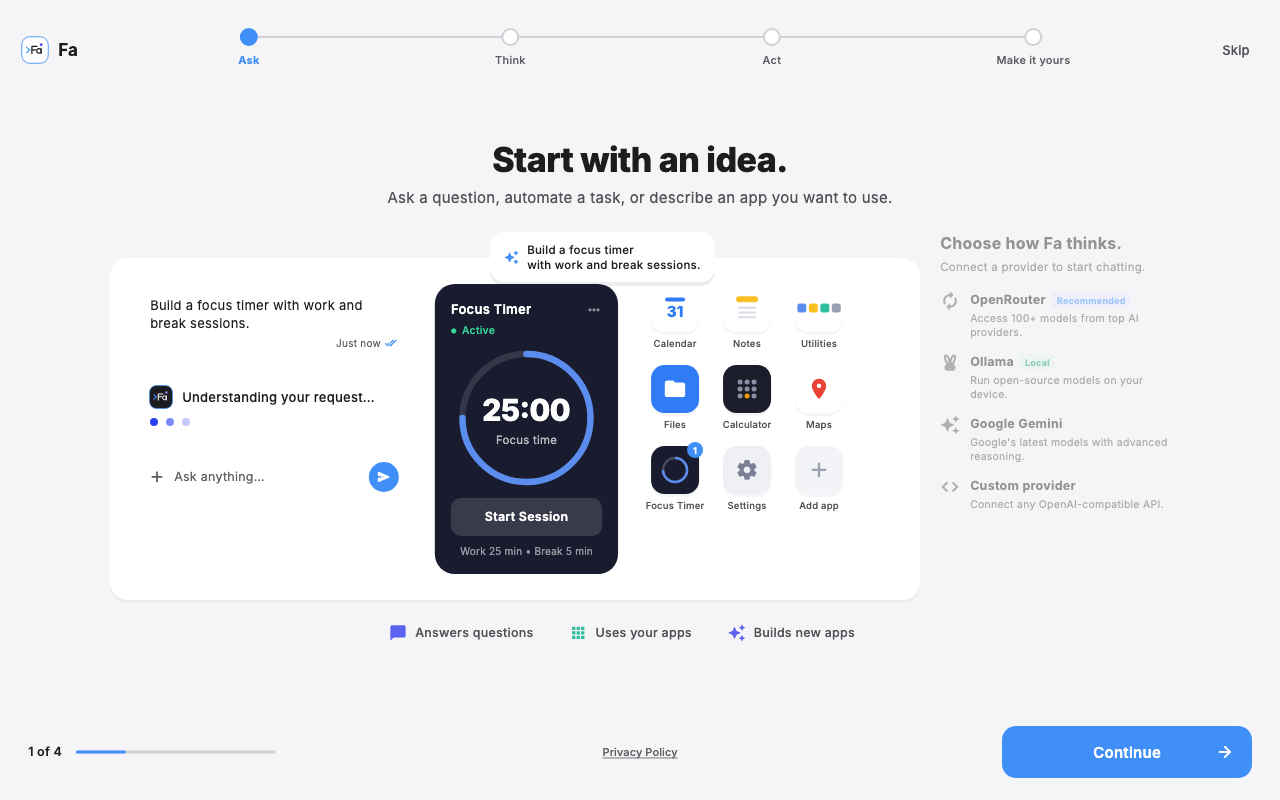 >Fa Fa
Ask
Think
Act
Make it yours
Skip
Start with an idea.
Ask a question, automate a task, or describe an app you want to use.
Build a focus timer
with work and break sessions.
Build a focus timer with work and
break sessions.
Just now
>Fa Understanding your request...
Ask anything...
Focus Timer
Active
25:00
Focus time
Start Session
Work 25 min • Break 5 min
31
Calendar
Notes
Utilities
Files
Calculator
Maps
1
Focus Timer
Settings
Add app
Choose how Fa thinks.
Connect a provider to start chatting.
OpenRouter Recommended
Access 100+ models from top AI
providers.
Ollama Local
Run open-source models on your
device.
Google Gemini
Google's latest models with advanced
reasoning.
Custom provider
Connect any OpenAI-compatible API.
Answers questions
Uses your apps
Builds new apps
1 of 4
Privacy Policy
Continue